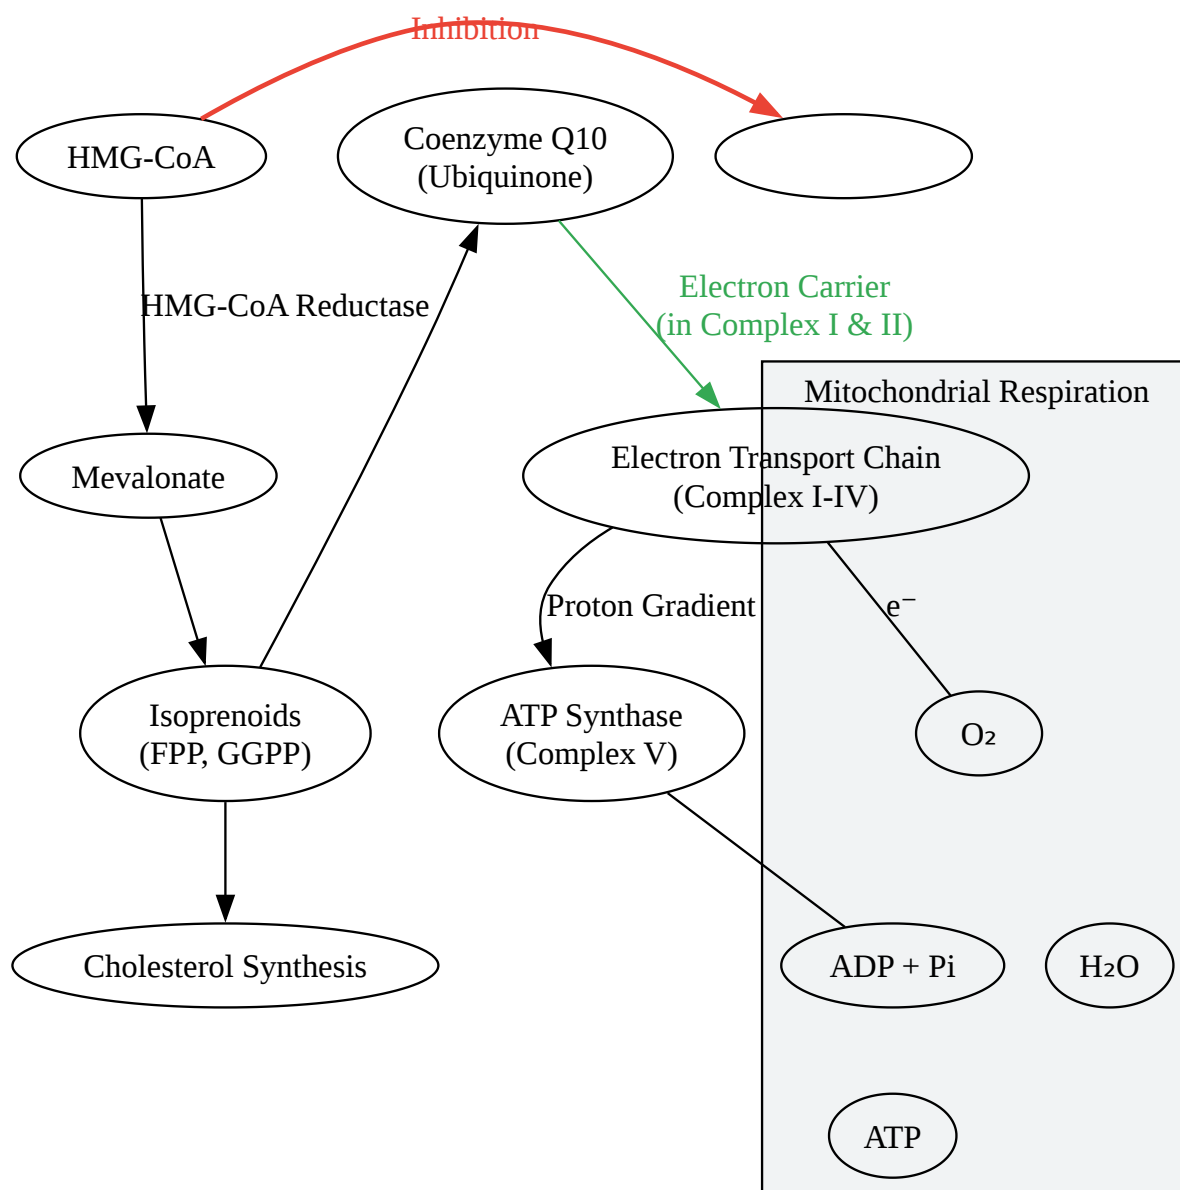 Inhibition
HMG-CoA
Coenzyme Q10
(Ubiquinone)
HMG-CoA Reductase
Electron Carrier
(in Complex I & II)
Mitochondrial Respiration
Mevalonate
Electron Transport Chain
(Complex I-IV)
Proton Gradient
e⁻
Isoprenoids
(FPP, GGPP)
ATP Synthase
(Complex V)
O₂
Cholesterol Synthesis
ADP + Pi
H₂O
ATP